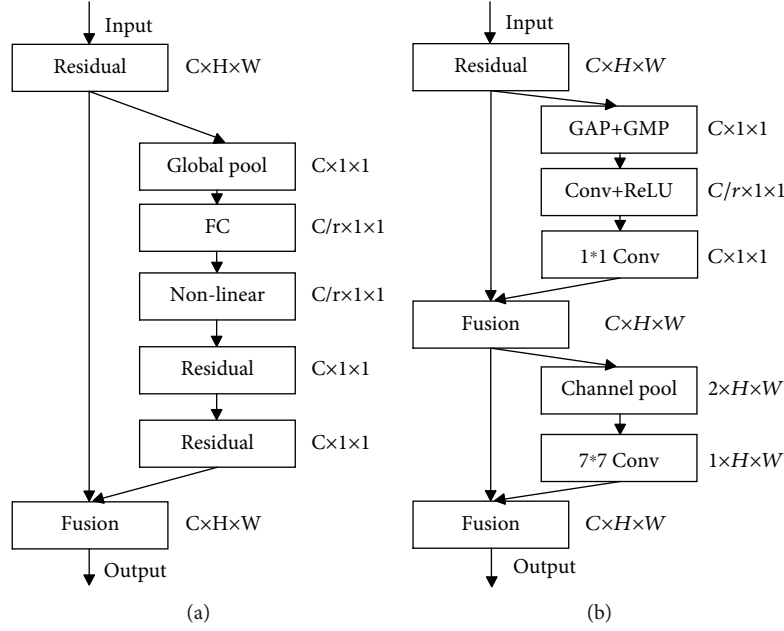 Input
Residual C×H×W
Global pool C×1×1
FC C/r×1×1
Non-linear C/r×1×1
Residual C×1×1
Residual C×1×1
Fusion C×H×W
Output
(a)
Input
Residual C×H×W
GAP+GMP C×1×1
Conv+ReLU C/r×1×1
1*1 Conv C×1×1
Fusion C×H×W
Channel pool 2×H×W
7*7 Conv 1×H×W
Fusion C×H×W
Output
(b)